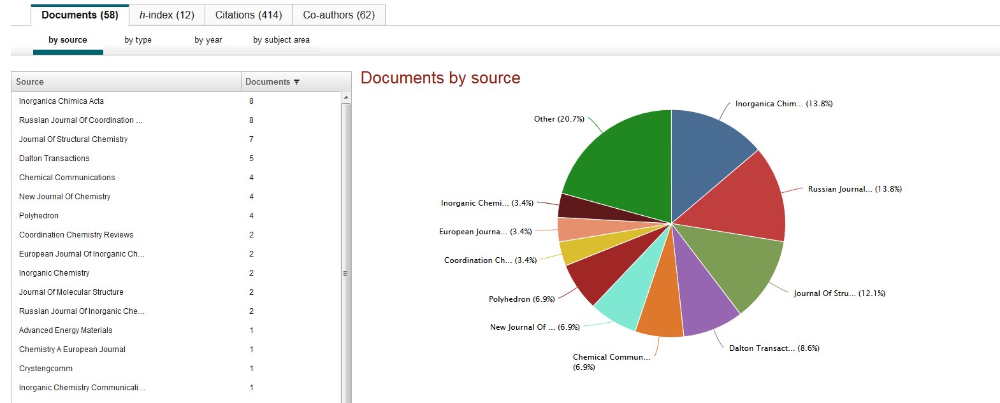 Documents (58) h-index (12) Citations (414) Co-authors (62)
by source by type by year by subject area
Source Documents
Inorganica Chimica Acta 8
Russian Journal Of Coordination ... 8
Journal Of Structural Chemistry 7
Dalton Transactions 5
Chemical Communications 4
New Journal Of Chemistry 4
Polyhedron 4
Coordination Chemistry Reviews 2
European Journal Of Inorganic Ch... 2
Inorganic Chemistry 2
Journal Of Molecular Structure 2
Russian Journal Of Inorganic Che... 2
Advanced Energy Materials 1
Chemistry A European Journal 1
Crystengcomm 1
Inorganic Chemistry Communicati... 1
Documents by source
Inorganica Chim... (13.8%)
Other (20.7%)
Russian Journal... (13.8%)
Inorganic Chemi... (3.4%)
European Journa... (3.4%)
Coordination Ch... (3.4%)
Journal Of Stru... (12.1%)
Polyhedron (6.9%)
New Journal Of ... (6.9%)
Dalton Transact... (8.6%)
Chemical Commun...
(6.9%)